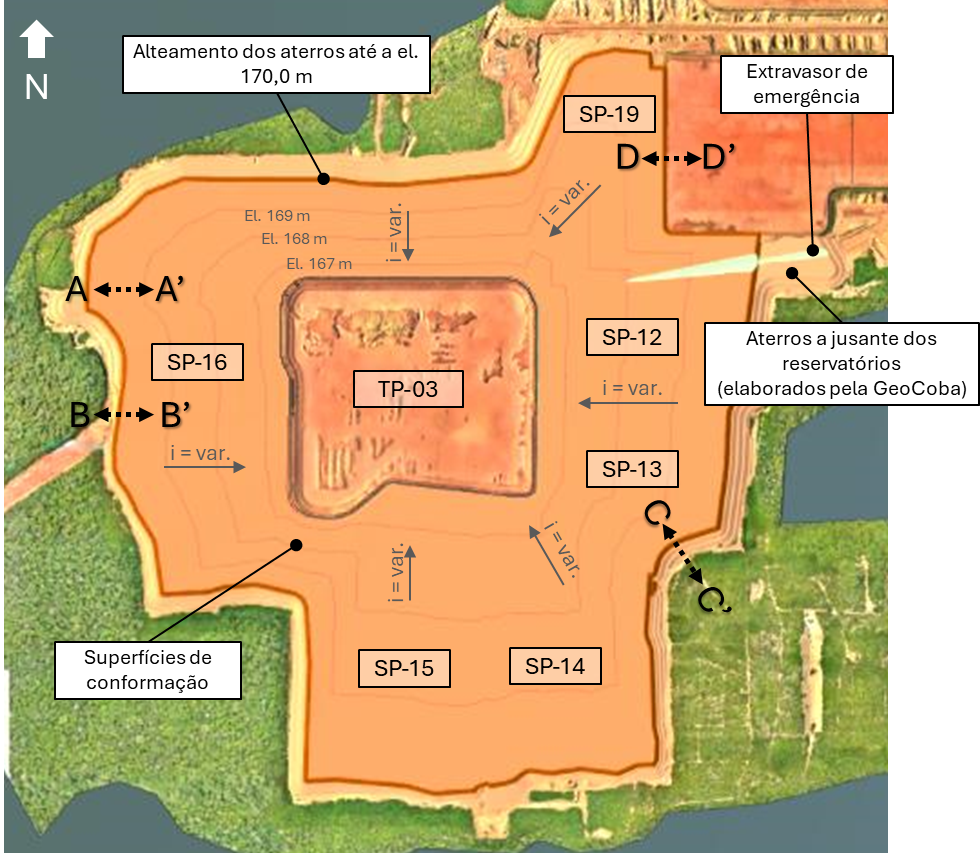 Alteamento dos aterros até a el.
170,0 m
N
Extravasor de
emergência
SP-19
D
D’
i = var.
i = var.
El. 169 m
El. 168 m
El. 167 m
A
A’
SP-12
SP-16
TP-03
Aterros a jusante dos
reservatórios
(elaborados pela GeoCoba)
i = var.
B
B’
i = var.
SP-13
C
C’
i = var.
i = var.
Superfícies de
conformação
SP-15
SP-14